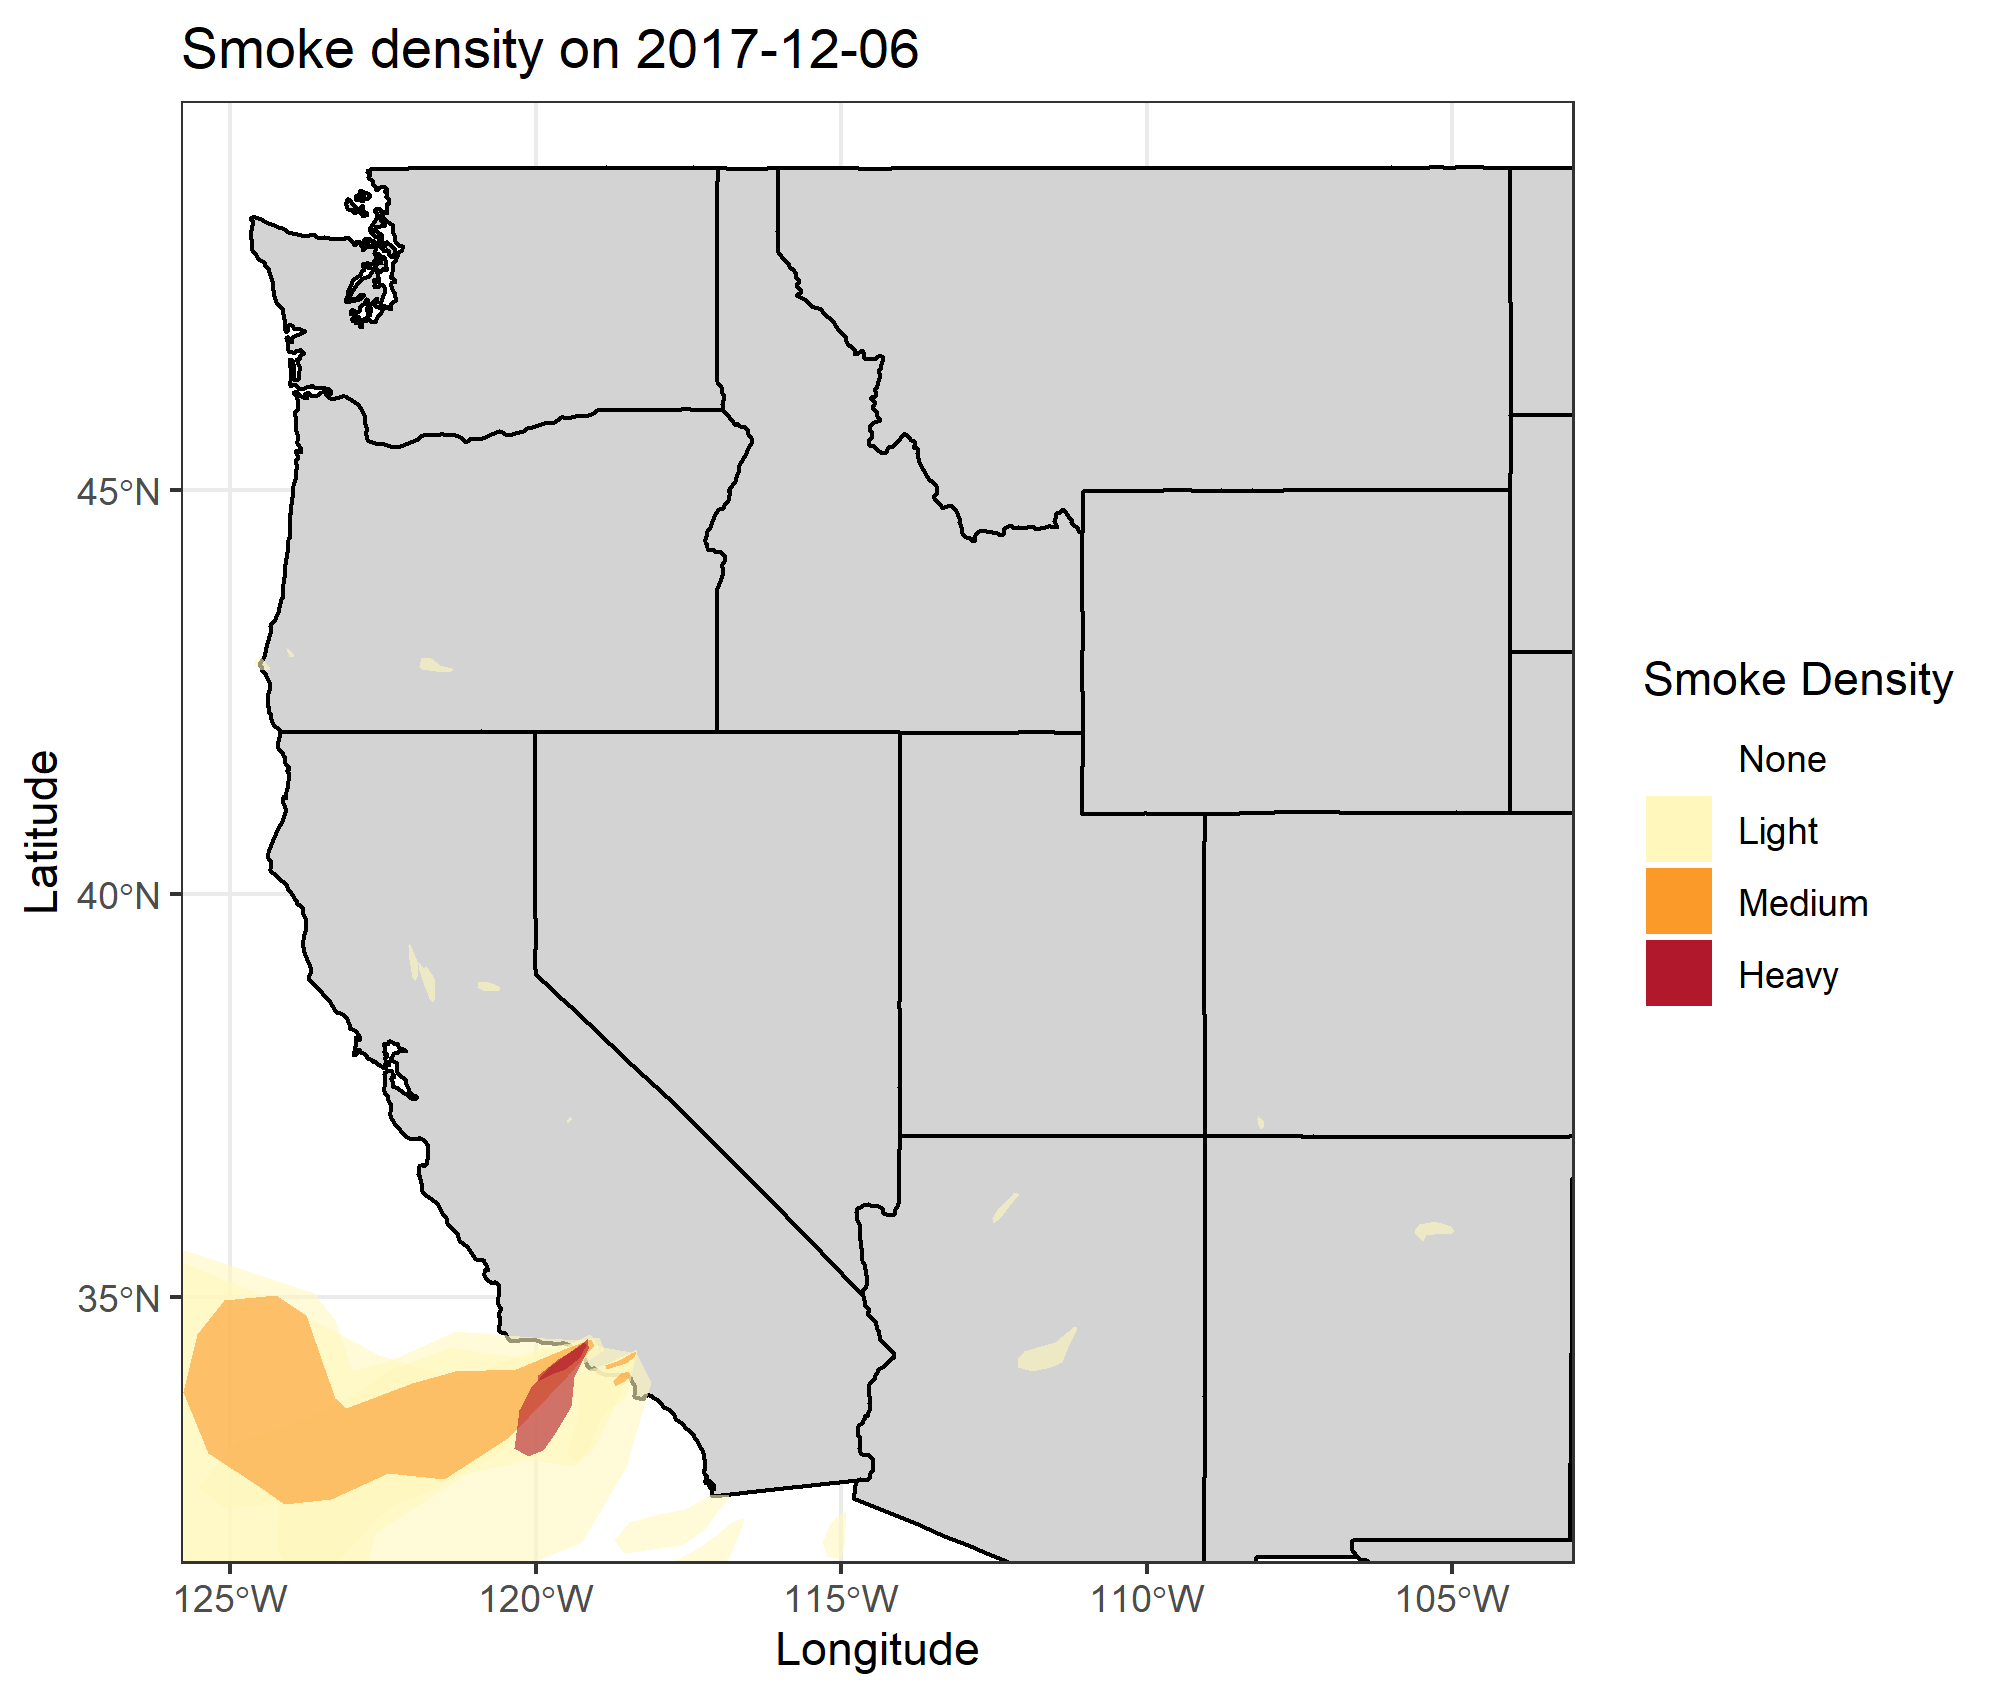 Smoke density on 2017-12-06
45°N
40°N
35°N
Latitude
125°W 120°W 115°W 110°W 105°W
Longitude
Smoke Density
None
Light
Medium
Heavy